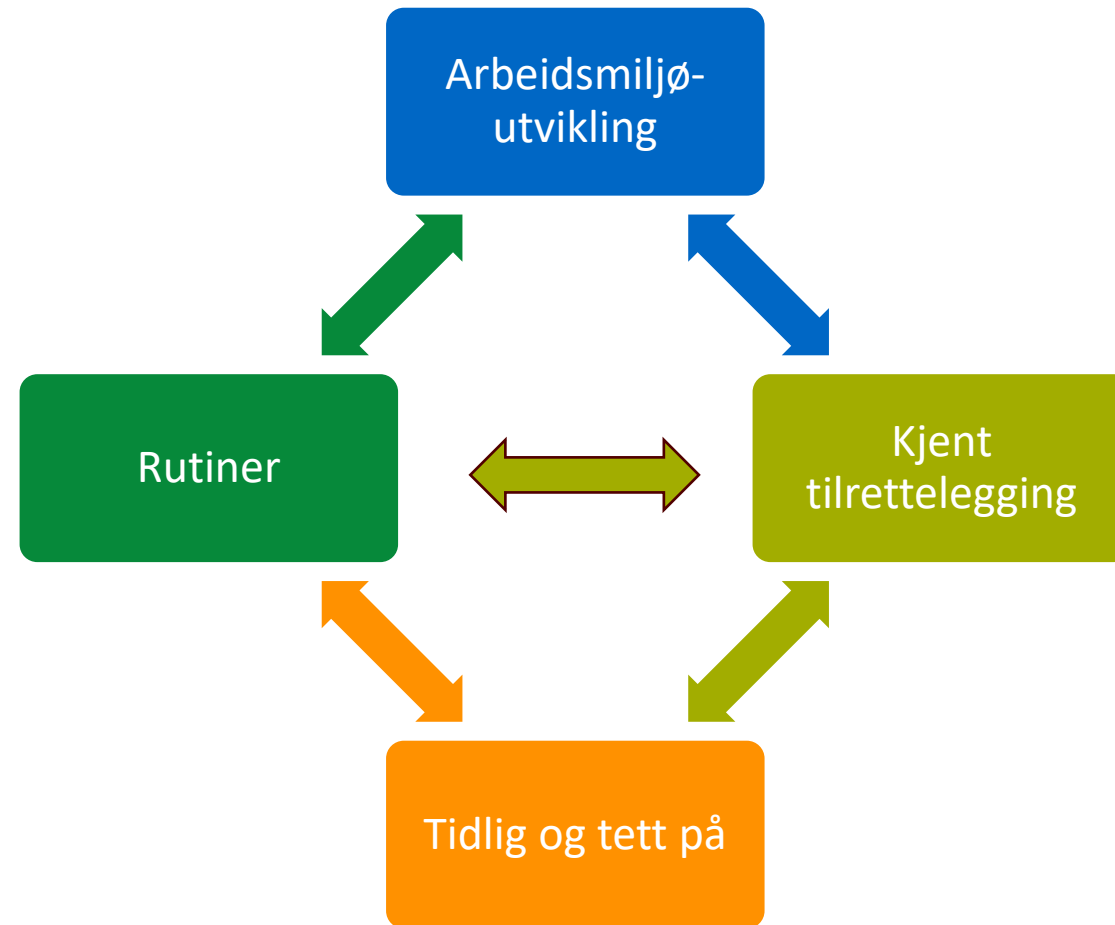 Arbeidsmiljø-
utvikling
Rutiner
Kjent
tilrettelegging
Tidlig og tett på